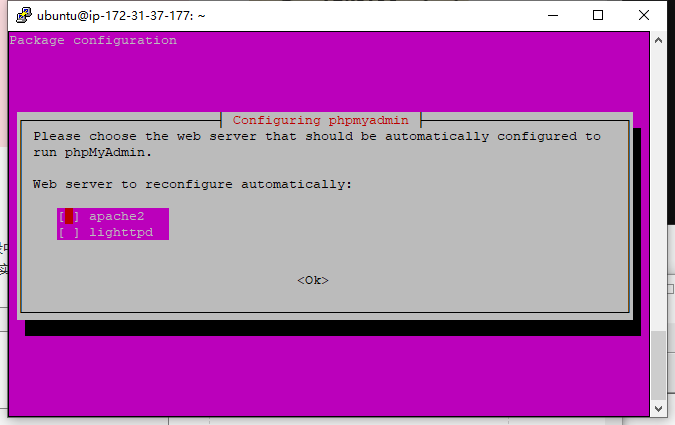 ubuntu@ip-172-31-37-177: ~
Package configuration
Configuring phpmyadmin
Please choose the web server that should be automatically configured to
run phpMyAdmin.
Web server to reconfigure automatically:
[ ] apache2
[ ] lighttpd
<Ok>